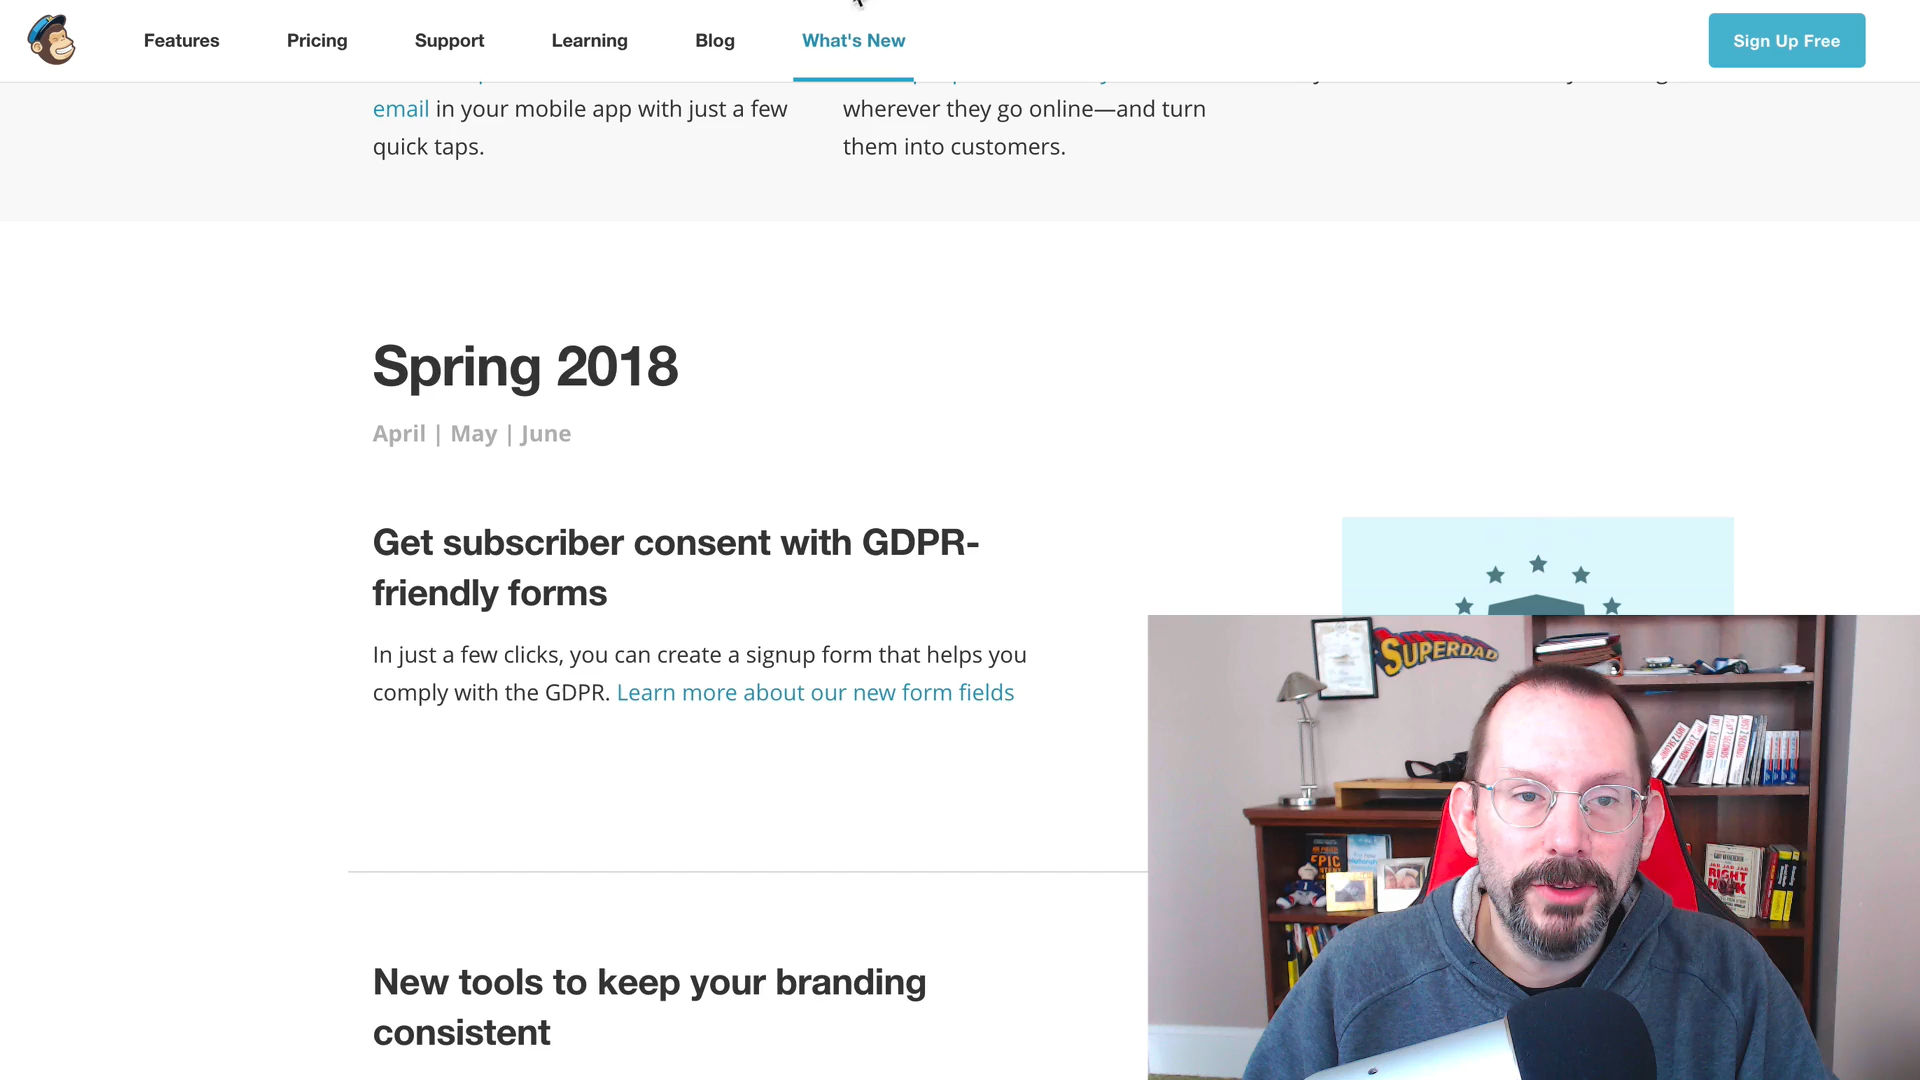 Features Pricing Support Learning Blog What's New Sign Up Free
email in your mobile app with just a few
quick taps.
wherever they go online—and turn
them into customers.
Spring 2018
April | May | June
Get subscriber consent with GDPR-
friendly forms
In just a few clicks, you can create a signup form that helps you
comply with the GDPR. Learn more about our new form fields
New tools to keep your branding
consistent
SUPERDAD
EPIC
JAB JAB JAB
RIGHT
HOOK